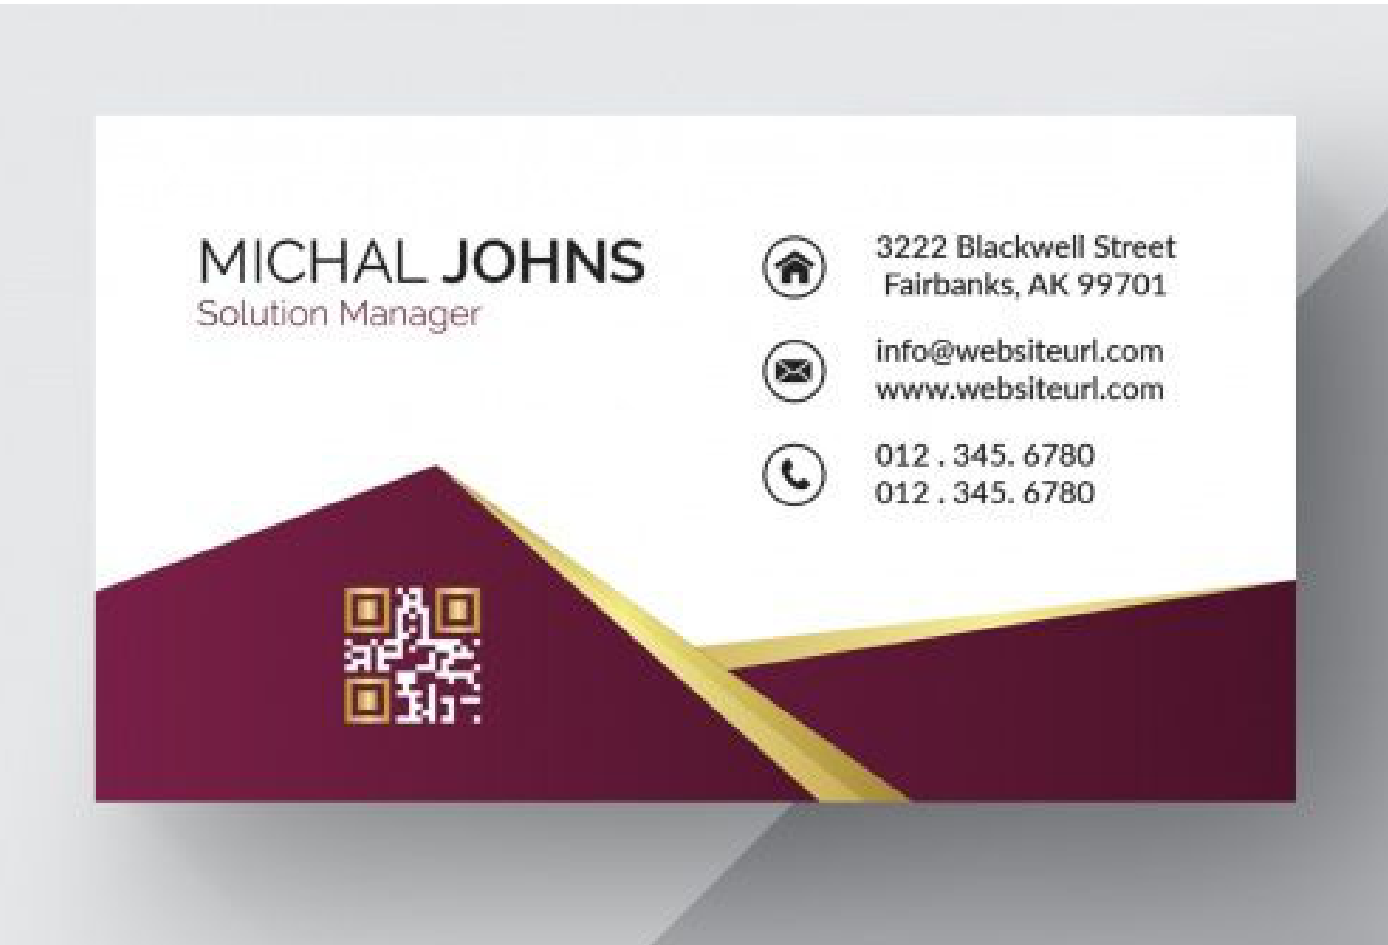 MICHAL JOHNS
Solution Manager
3222 Blackwell Street
Fairbanks, AK 99701
info@websiteurl.com
www.websiteurl.com
012 . 345. 6780
012 . 345. 6780